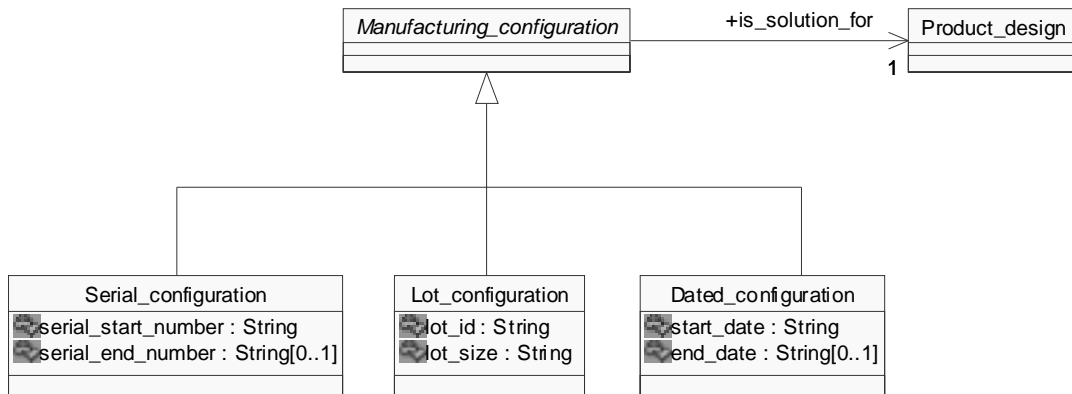 Manufacturing_configuration
+is_solution_for
Product_design
1
Serial_configuration
serial_start_number : String
serial_end_number : String[0..1]
Lot_configuration
lot_id : String
lot_size : String
Dated_configuration
start_date : String
end_date : String[0..1]